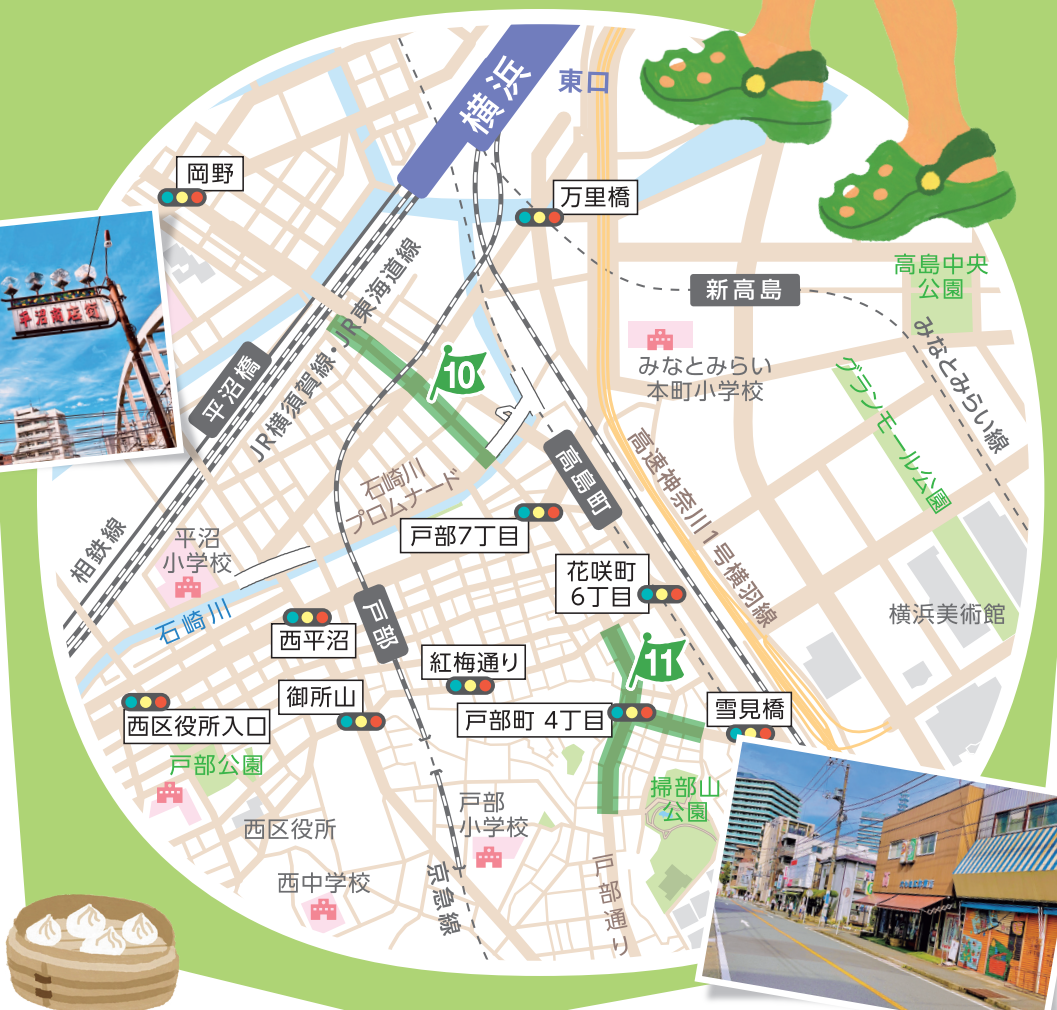 横浜
東口
岡野
万里橋
高島中央
公園
新高島
平沼商店街
みなとみらい
本町小学校
みなとみらい線
グランモール公園
JR横須賀線・JR東海道線
10
平沼橋
高島町
高速神奈川1号横羽線
石崎川
プロムナード
戸部7丁目
相鉄線
平沼
小学校
花咲町
6丁目
横浜美術館
石崎川
西平沼
戸部
紅梅通り
11
御所山
戸部町 4丁目
雪見橋
西区役所入口
戸部公園
掃部山
公園
西区役所
戸部
小学校
西中学校
京急線
戸部通り